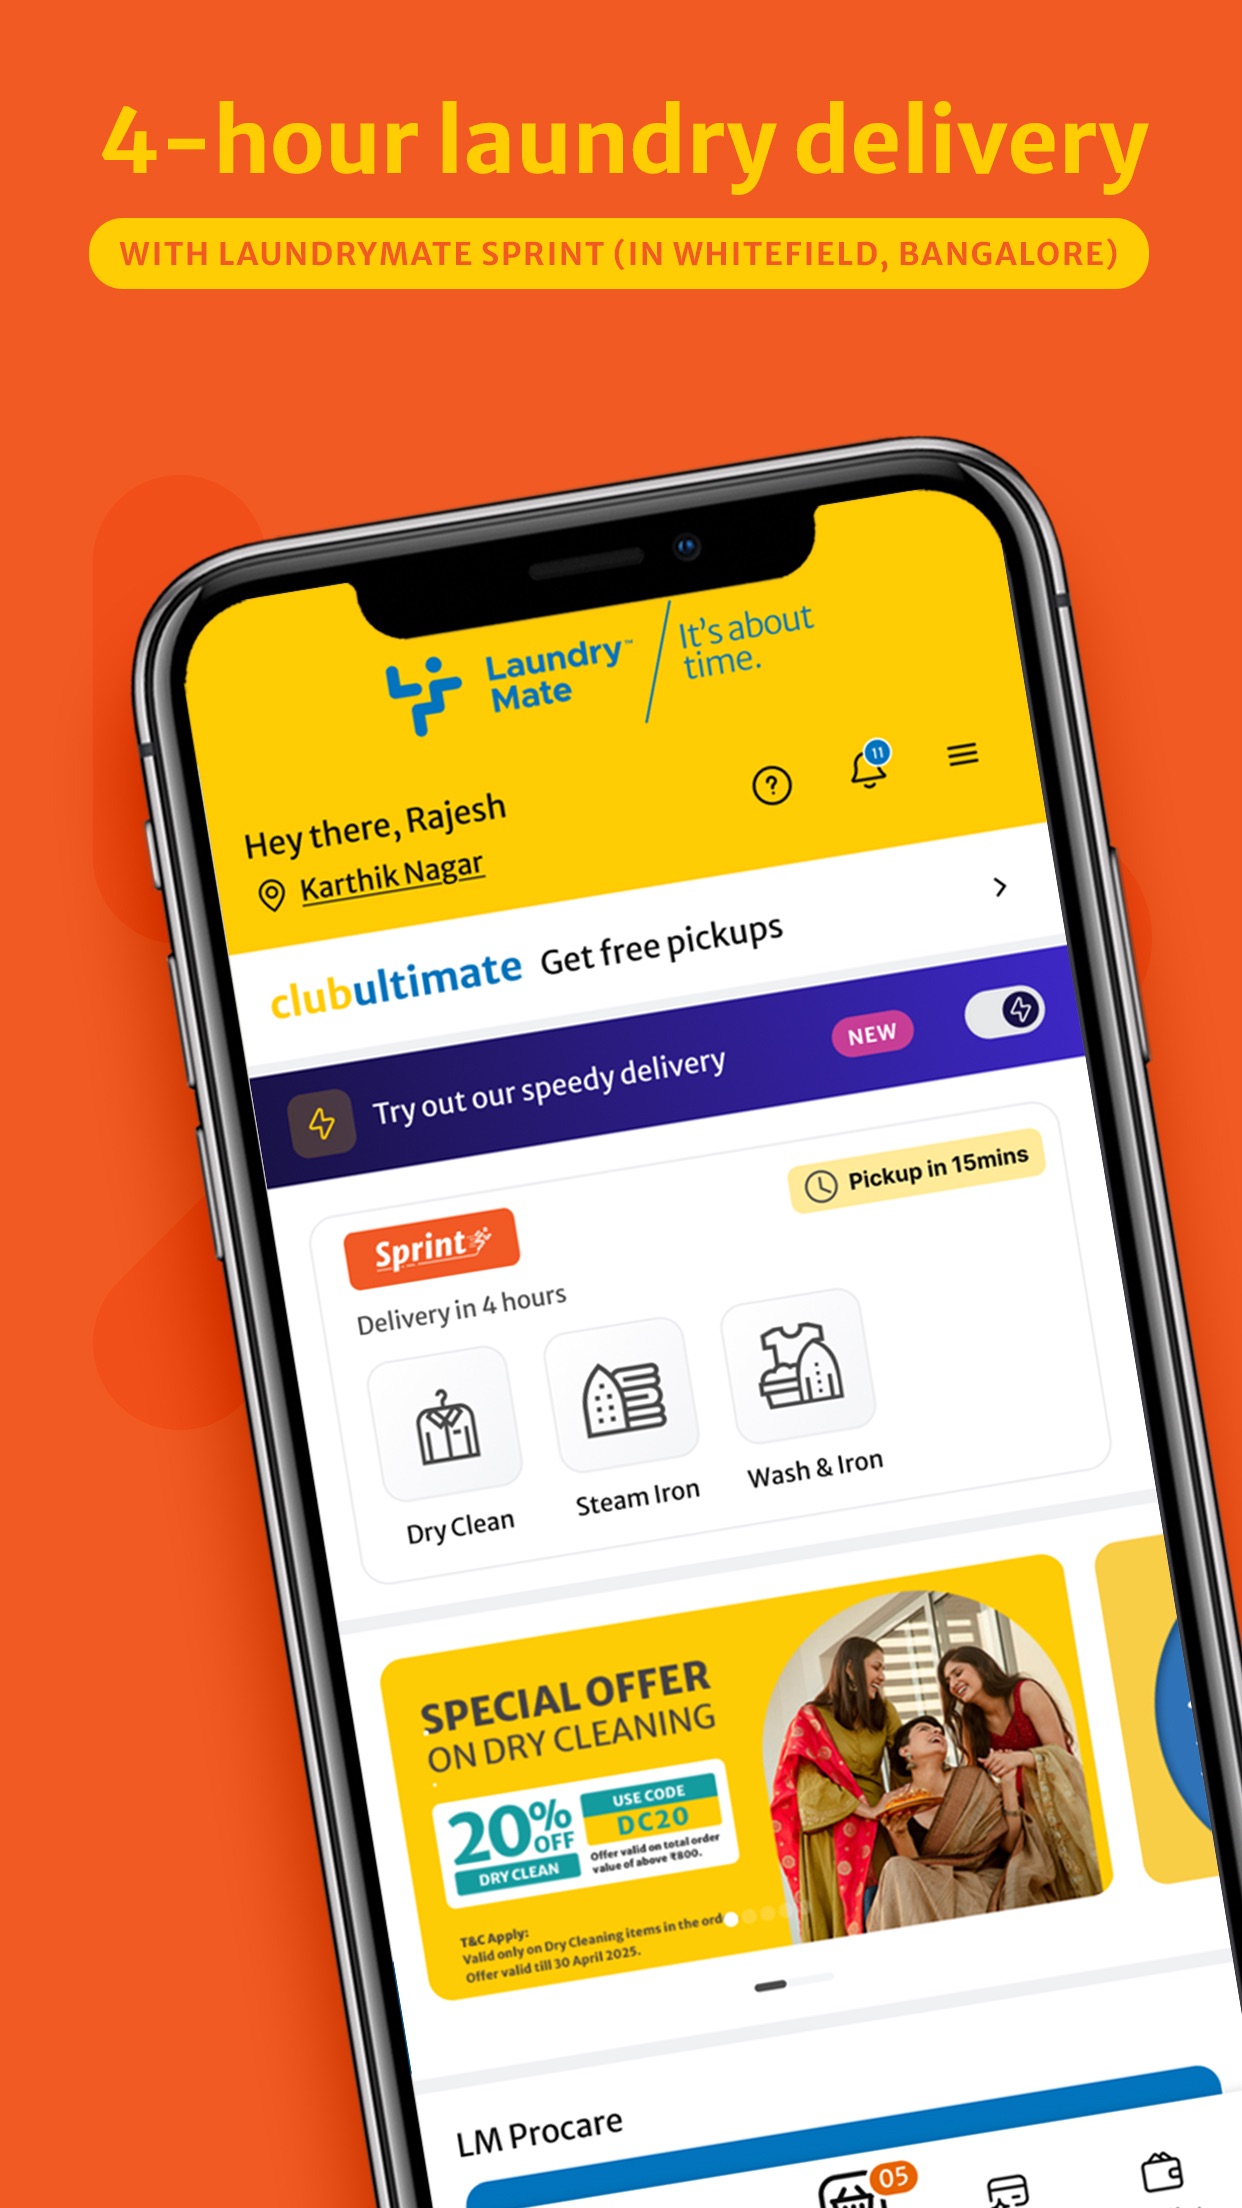 4-hour laundry delivery
WITH LAUNDRYMATE SPRINT (IN WHITEFIELD, BANGALORE)
Laundry™
Mate
It's about
time.
11
Hey there, Rajesh
Karthik Nagar
clubultimate Get free pickups
Try out our speedy delivery
NEW
Pickup in 15mins
Sprint
Delivery in 4 hours
Dry Clean
Steam Iron
Wash & Iron
SPECIAL OFFER
ON DRY CLEANING
20%
OFF
DRY CLEAN
USE CODE
DC20
Offer valid on total order
value of above ₹800.
T&C Apply:
Valid only on Dry Cleaning items in the ord
Offer valid till 30 April 2025.
LM Procare
05